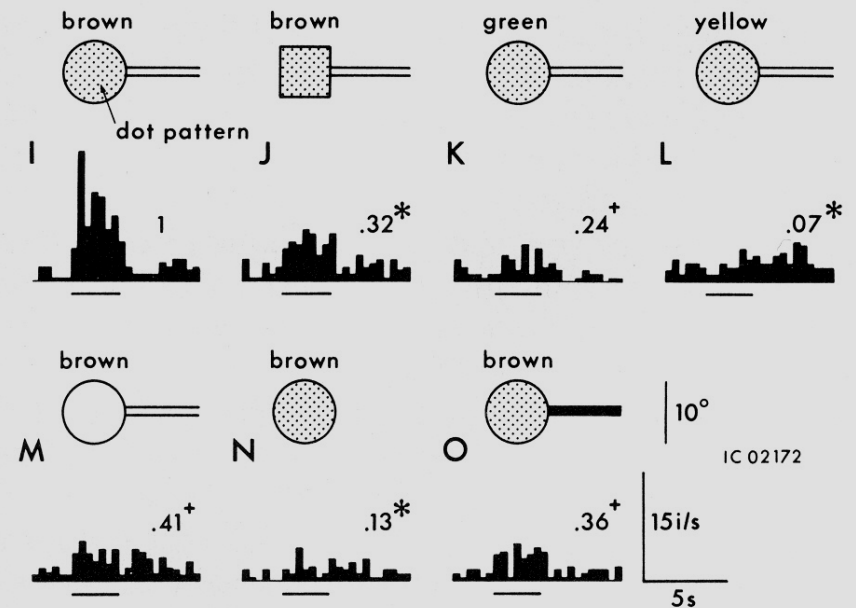 brown brown green yellow
dot pattern
I J K L
1 .32* .24+ .07*
brown brown brown
10°
M N O IC 02172
.41+ .13* .36+ 15i/s
5s